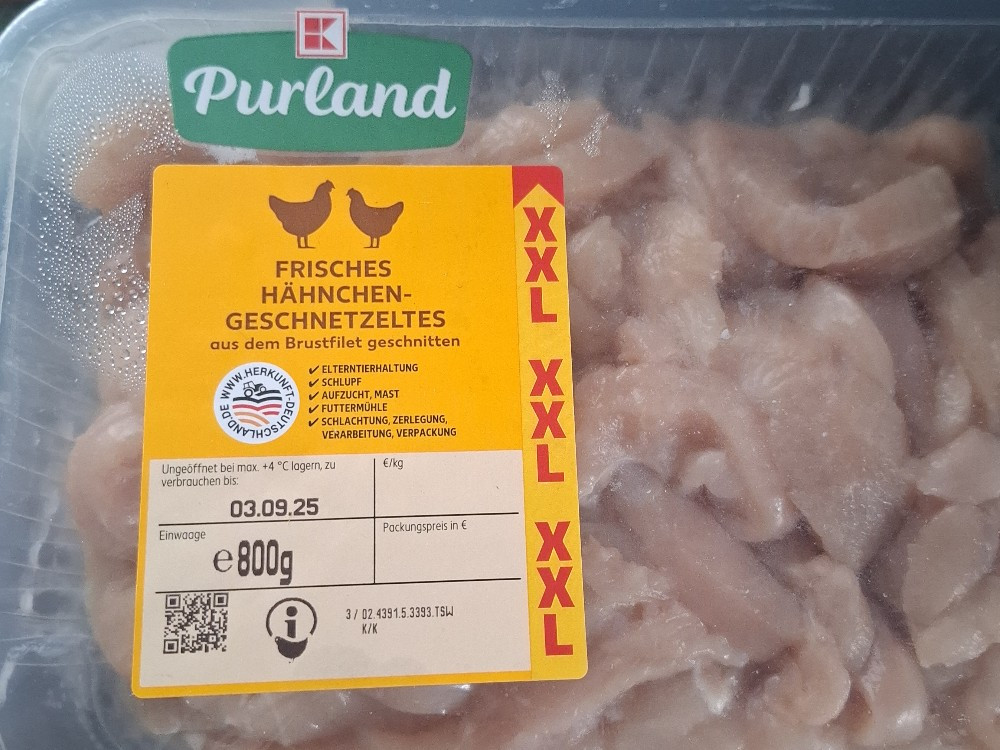 K
Purland
FRISCHES
HÄHNCHEN-
GESCHNETZELTES
aus dem Brustfilet geschnitten
WWW.HERKUNFT-DEUTSCHLAND.DE
✓ ELTERNTIERHALTUNG
✓ SCHLUPF
✓ AUFZUCHT, MAST
✓ FUTTERMÜHLE
✓ SCHLACHTUNG, ZERLEGUNG,
VERARBEITUNG, VERPACKUNG
Ungeöffnet bei max. +4 °C lagern, zu
verbrauchen bis:
03.09.25
€/kg
Einwaage
e 800g
Packungspreis in €
i
3 / 02.4391.5.3393.TSW
K/K
XXL
XXL
XXL